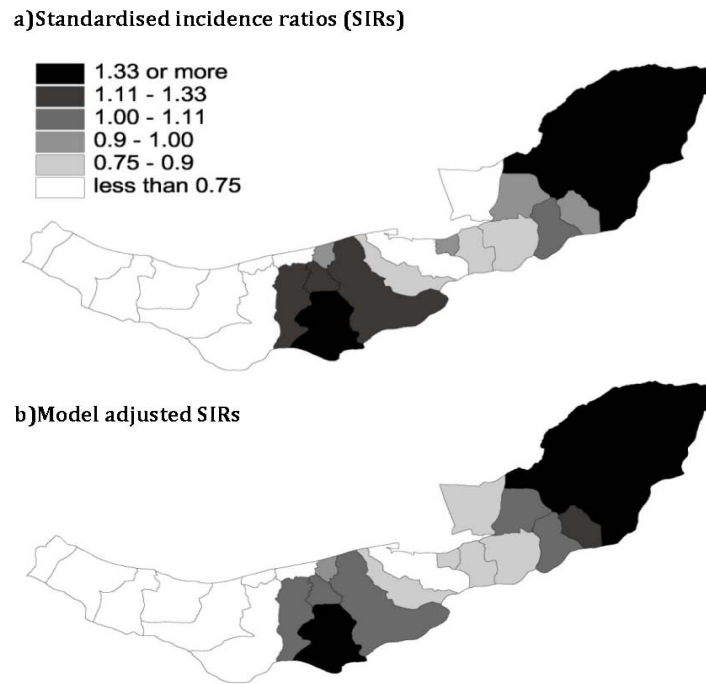 a)Standardised incidence ratios (SIRs)
1.33 or more
1.11 - 1.33
1.00 - 1.11
0.9 - 1.00
0.75 - 0.9
less than 0.75
b)Model adjusted SIRs